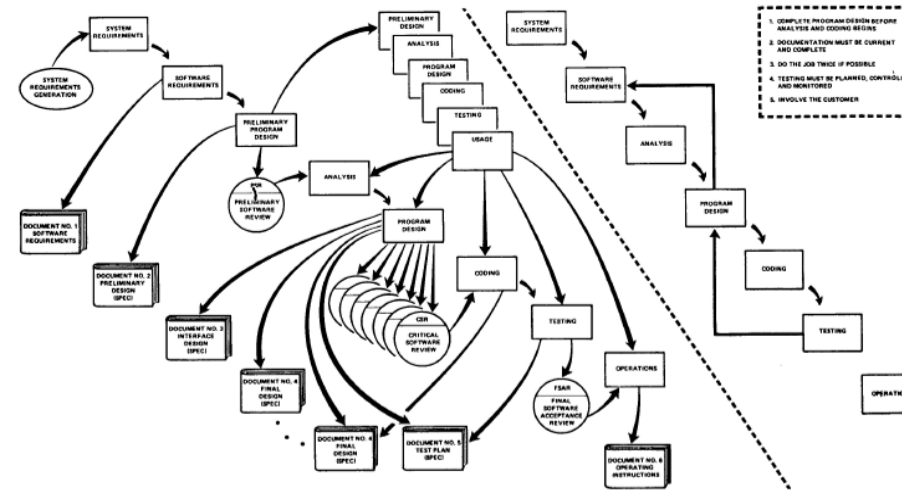 SYSTEM
REQUIREMENTS
SYSTEM
REQUIREMENTS
GENERATION
SOFTWARE
REQUIREMENTS
PRELIMINARY
PROGRAM
DESIGN
PRELIMINARY
DESIGN
ANALYSIS
PROGRAM
DESIGN
CODING
TESTING
USAGE
PRELIMINARY
SOFTWARE
REVIEW
ANALYSIS
PROGRAM
DESIGN
DOCUMENT NO. 1
SOFTWARE
REQUIREMENTS
DOCUMENT NO. 2
PRELIMINARY
DESIGN
(SPEC)
DOCUMENT NO. 3
INTERFACE
DESIGN
(SPEC)
DOCUMENT NO. 4
FINAL
DESIGN
(SPEC)
DOCUMENT NO. 4
FINAL
DESIGN
(SPEC)
DOCUMENT NO. 5
TEST PLAN
(SPEC)
CSR
CRITICAL
SOFTWARE
REVIEW
CODING
TESTING
FSAR
FINAL
SOFTWARE
ACCEPTANCE
REVIEW
OPERATIONS
DOCUMENT NO. 6
OPERATING
INSTRUCTIONS
SYSTEM
REQUIREMENTS
SOFTWARE
REQUIREMENTS
ANALYSIS
PROGRAM
DESIGN
CODING
TESTING
OPERATIO
1. COMPLETE PROGRAM DESIGN BEFORE
ANALYSIS AND CODING BEGINS
2. DOCUMENTATION MUST BE CURRENT
AND COMPLETE
3. DO THE JOB TWICE IF POSSIBLE
4. TESTING MUST BE PLANNED, CONTROLL
AND MONITORED
5. INVOLVE THE CUSTOMER